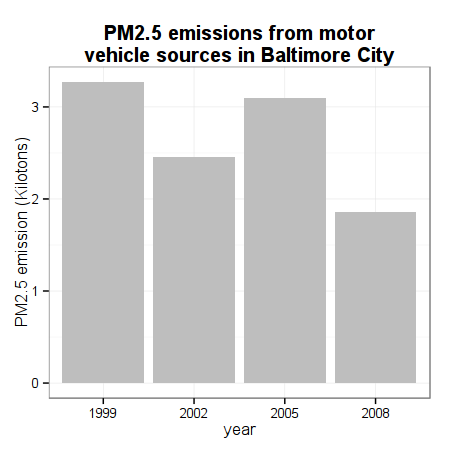 PM2.5 emissions from motor
vehicle sources in Baltimore City
PM2.5 emission (Kilotons)
3
2
1
0
1999 2002 2005 2008
year